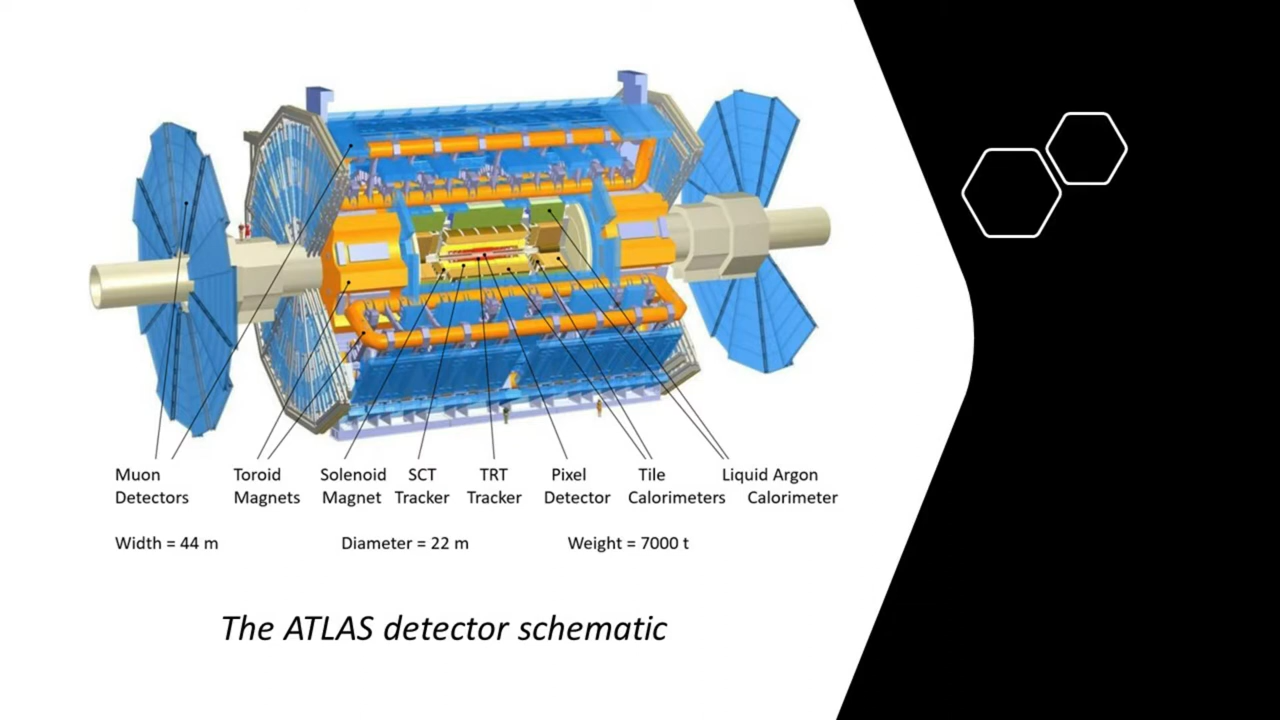 Muon Toroid Solenoid SCT TRT Pixel Tile Liquid Argon
Detectors Magnets Magnet Tracker Tracker Detector Calorimeters Calorimeter
Width = 44 m Diameter = 22 m Weight = 7000 t
The ATLAS detector schematic